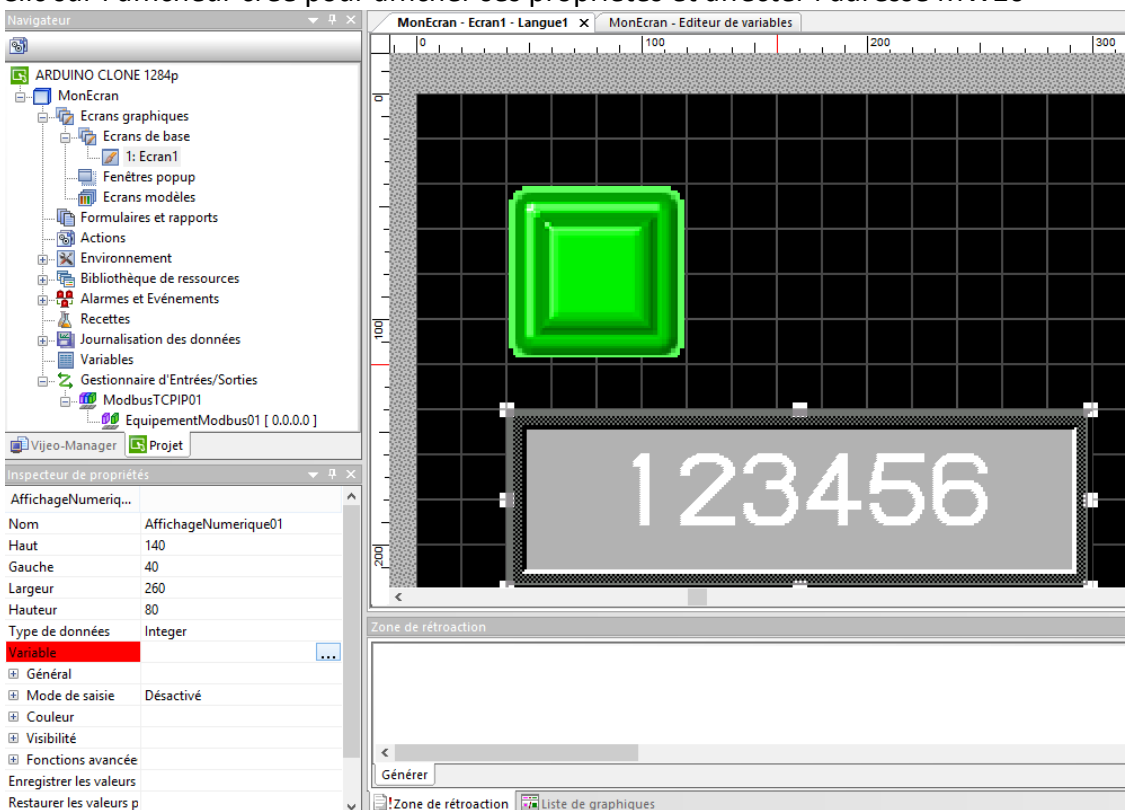 Navigateur
ARDUINO CLONE 1284p
MonEcran
Ecrans graphiques
Ecrans de base
1: Ecran1
Fenêtres popup
Ecrans modèles
Formulaires et rapports
Actions
Environnement
Bibliothèque de ressources
Alarmes et Evénements
Recettes
Journalisation des données
Variables
Gestionnaire d'Entrées/Sorties
ModbusTCPIP01
EquipementModbus01 [ 0.0.0.0 ]
Vijeo-Manager Projet
Inspecteur de propriétés
AffichageNumeriq...
Nom AffichageNumerique01
Haut 140
Gauche 40
Largeur 260
Hauteur 80
Type de données Integer
Variable ...
Général
Mode de saisie Désactivé
Couleur
Visibilité
Fonctions avancée
Enregistrer les valeurs
Restaurer les valeurs p
MonEcran - Ecran1 - Langue1 X MonEcran - Editeur de variables
0 100 200 300
0
100
200
123456
Zone de rétroaction
Générer
!Zone de rétroaction Liste de graphiques